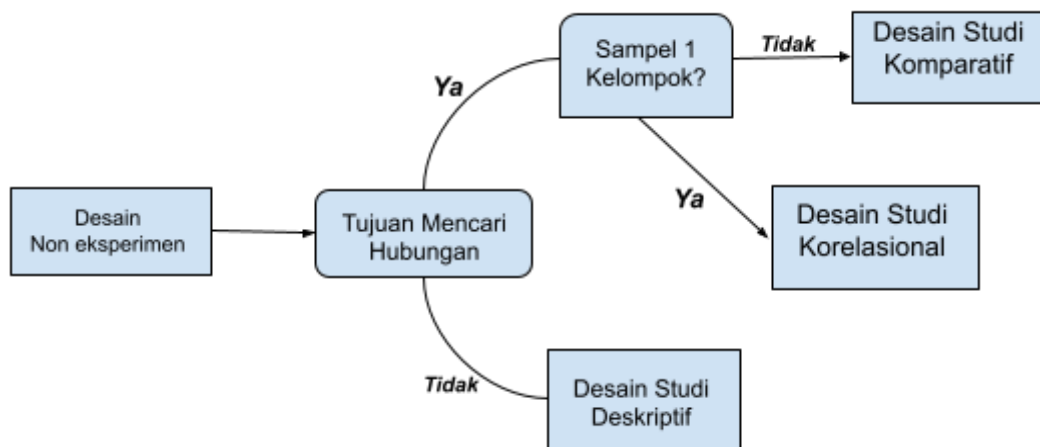 Desain
Non eksperimen
Tujuan Mencari
Hubungan
Ya
Sampel 1
Kelompok?
Tidak
Desain Studi
Komparatif
Ya
Desain Studi
Korelasional
Tidak
Desain Studi
Deskriptif